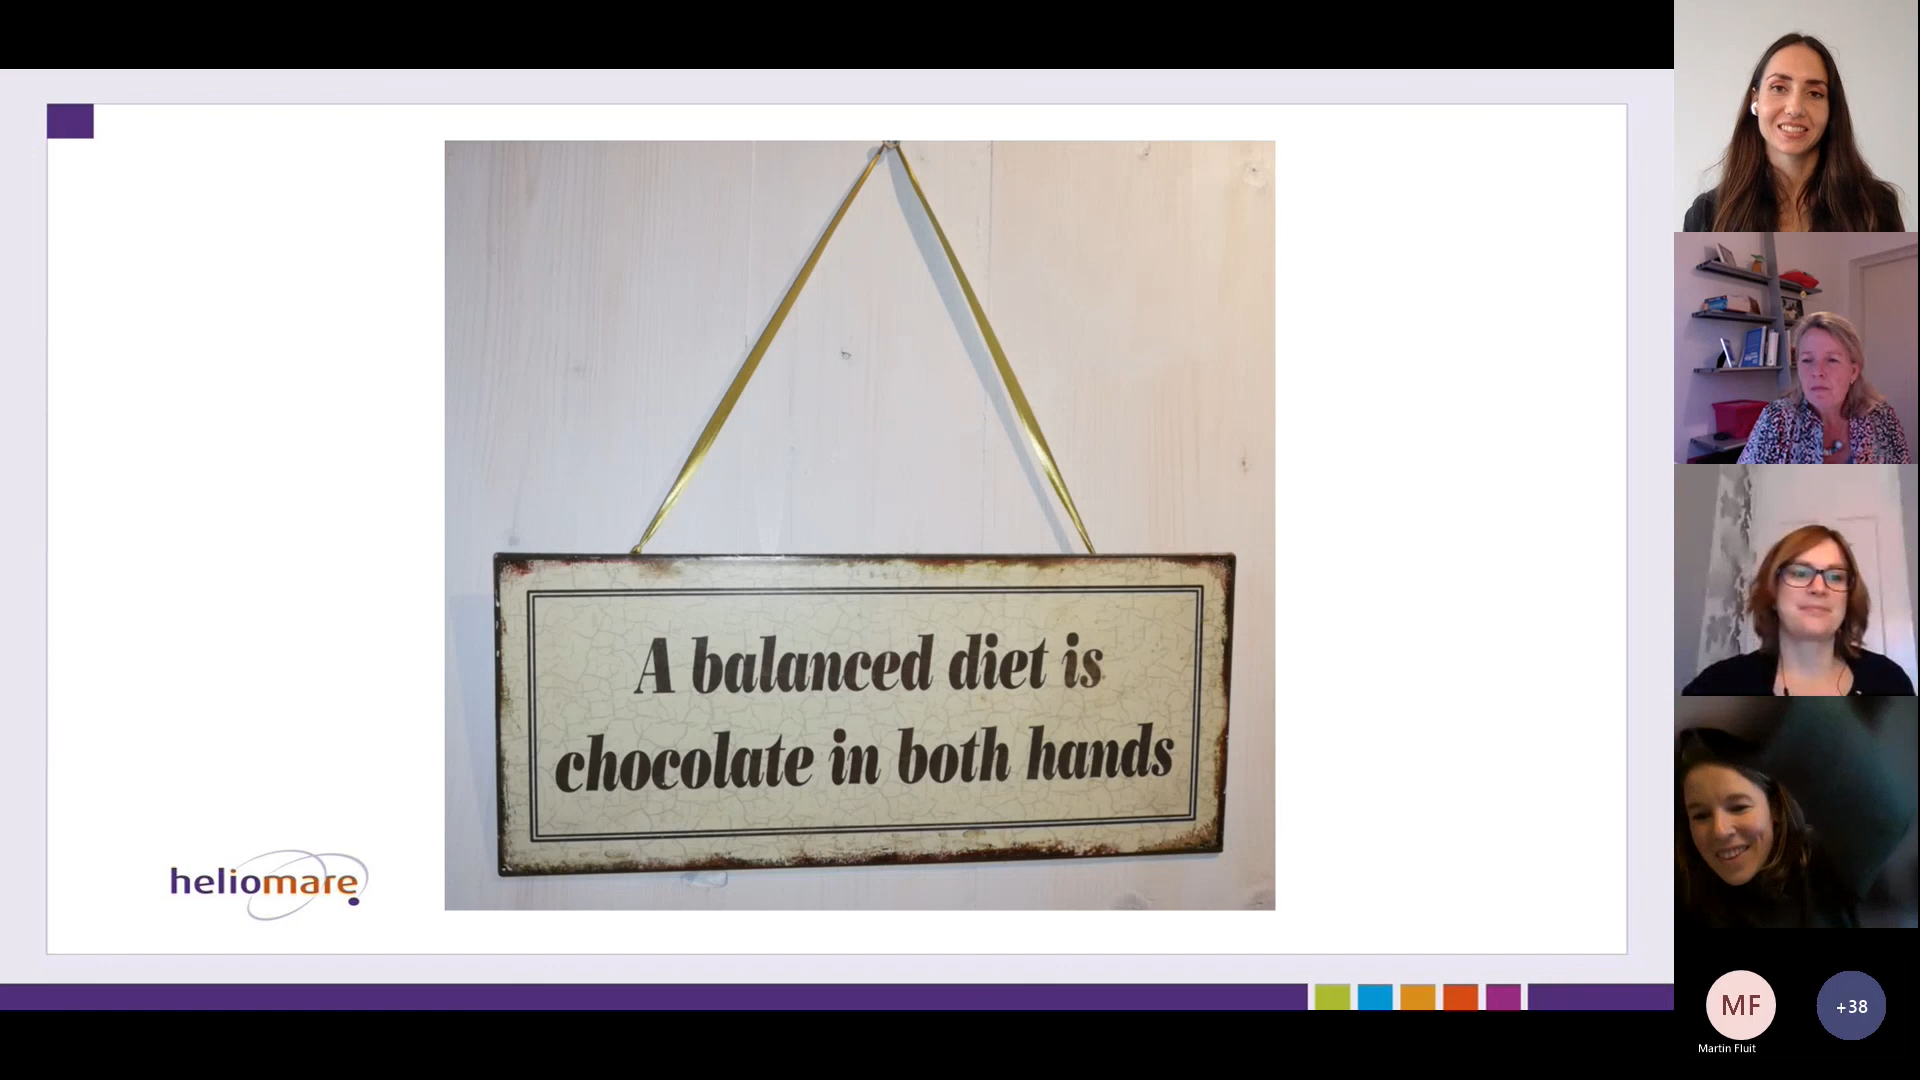 A balanced diet is
chocolate in both hands
heliomare
MF
+38
Martin Fluit